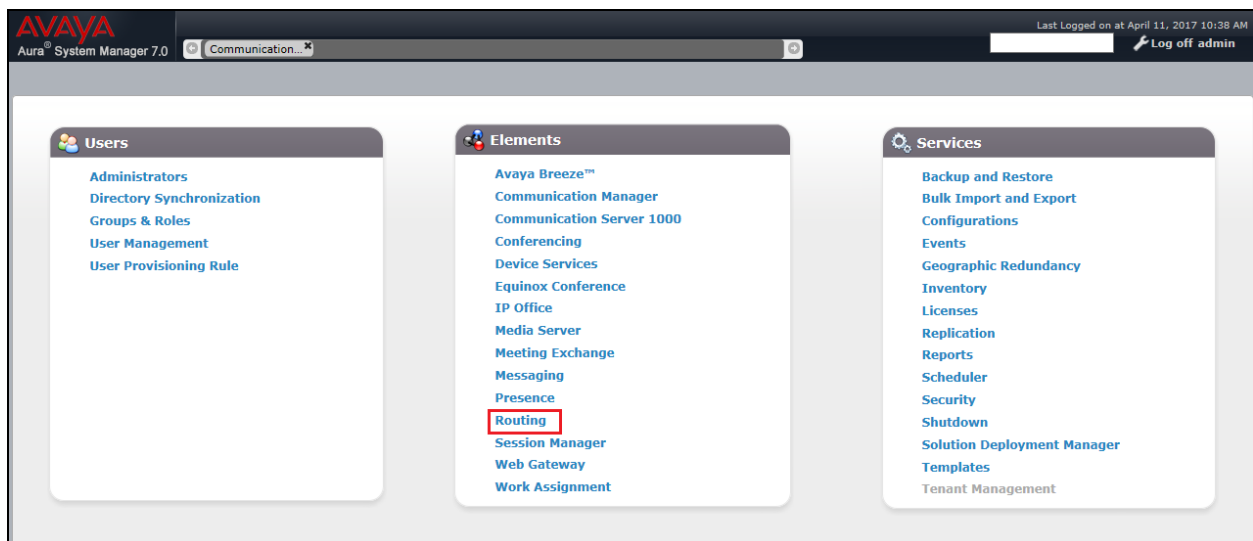 AVAYA
Aura® System Manager 7.0
Communication...
Last Logged on at April 11, 2017 10:38 AM
Log off admin
Users
Administrators
Directory Synchronization
Groups & Roles
User Management
User Provisioning Rule
Elements
Avaya Breeze™
Communication Manager
Communication Server 1000
Conferencing
Device Services
Equinox Conference
IP Office
Media Server
Meeting Exchange
Messaging
Presence
Routing
Session Manager
Web Gateway
Work Assignment
Services
Backup and Restore
Bulk Import and Export
Configurations
Events
Geographic Redundancy
Inventory
Licenses
Replication
Reports
Scheduler
Security
Shutdown
Solution Deployment Manager
Templates
Tenant Management